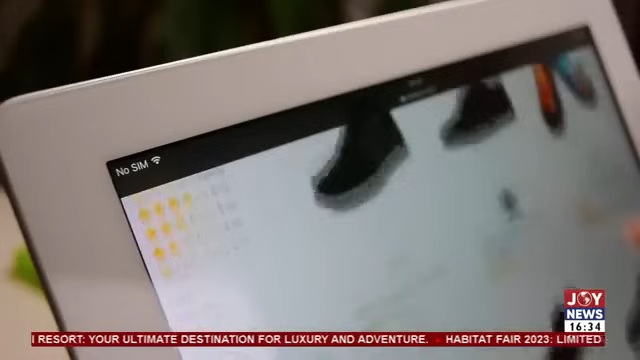 No SIM
JOY
NEWS
16:34
I RESORT: YOUR ULTIMATE DESTINATION FOR LUXURY AND ADVENTURE. - HABITAT FAIR 2023: LIMITED